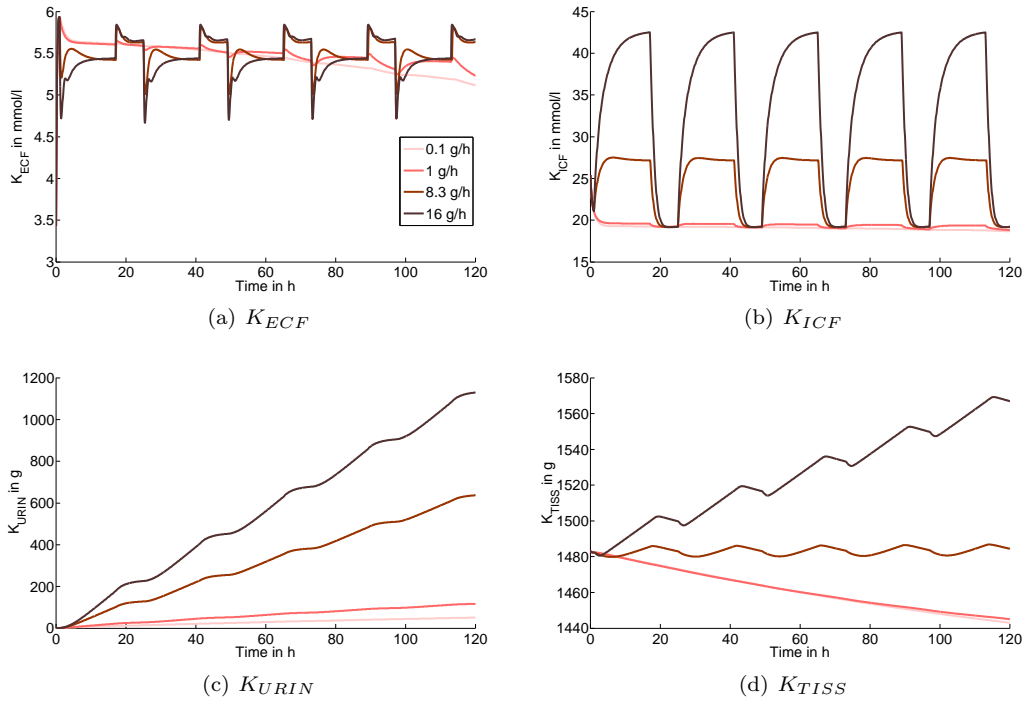 6
5.5
5
4.5
4
3.5
3
K_ECF in mmol/l
0 20 40 60 80 100 120
Time in h
0.1 g/h
1 g/h
8.3 g/h
16 g/h
(a) K_ECF
45
40
35
30
25
20
15
K_ICF in mmol/l
0 20 40 60 80 100 120
Time in h
(b) K_ICF
1200
1000
800
600
400
200
0
K_URIN in g
0 20 40 60 80 100 120
Time in h
(c) K_URIN
1580
1560
1540
1520
1500
1480
1460
1440
K_TISS in g
0 20 40 60 80 100 120
Time in h
(d) K_TISS